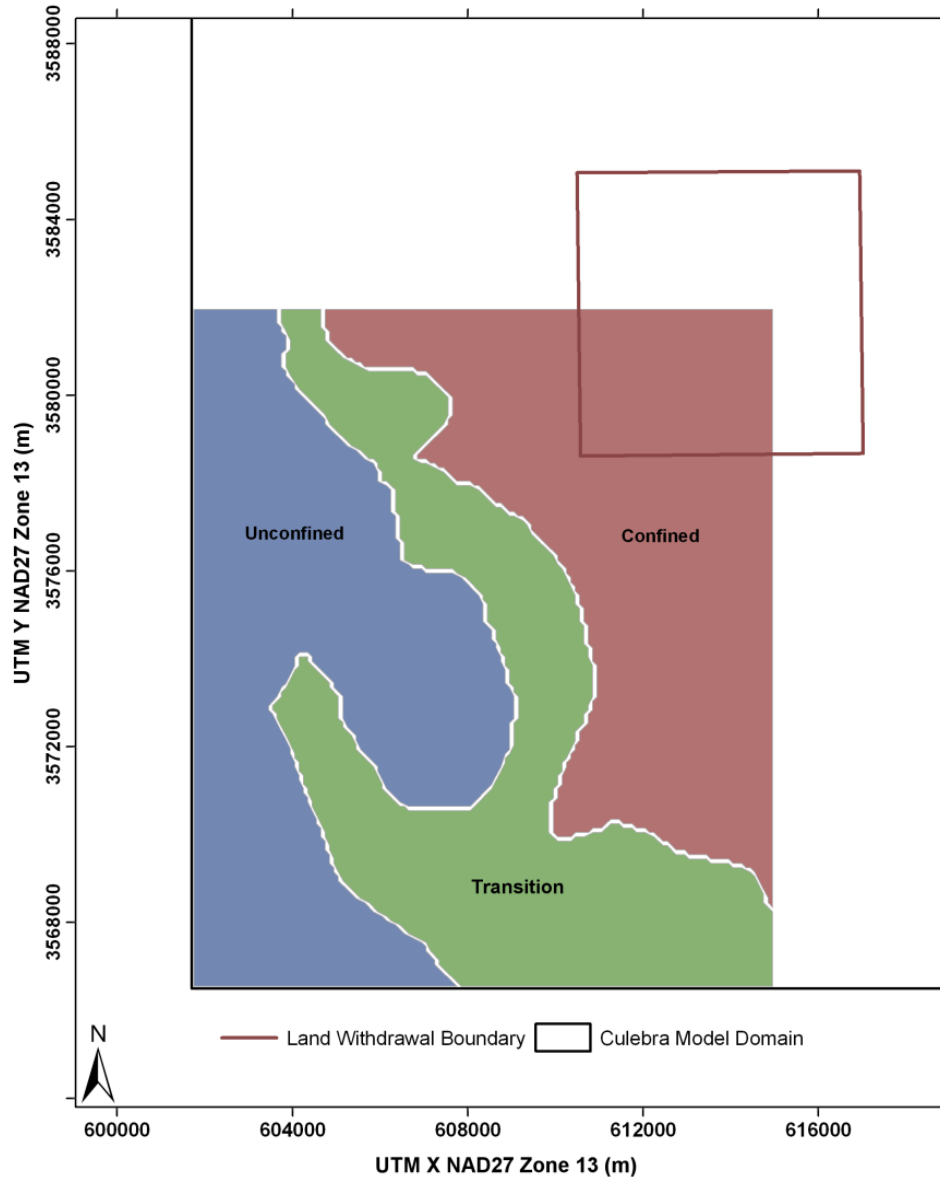 3588000
3584000
3580000
3576000
3572000
3568000
UTM Y NAD27 Zone 13 (m)
Unconfined
Confined
Transition
N
Land Withdrawal Boundary
Culebra Model Domain
600000 604000 608000 612000 616000
UTM X NAD27 Zone 13 (m)